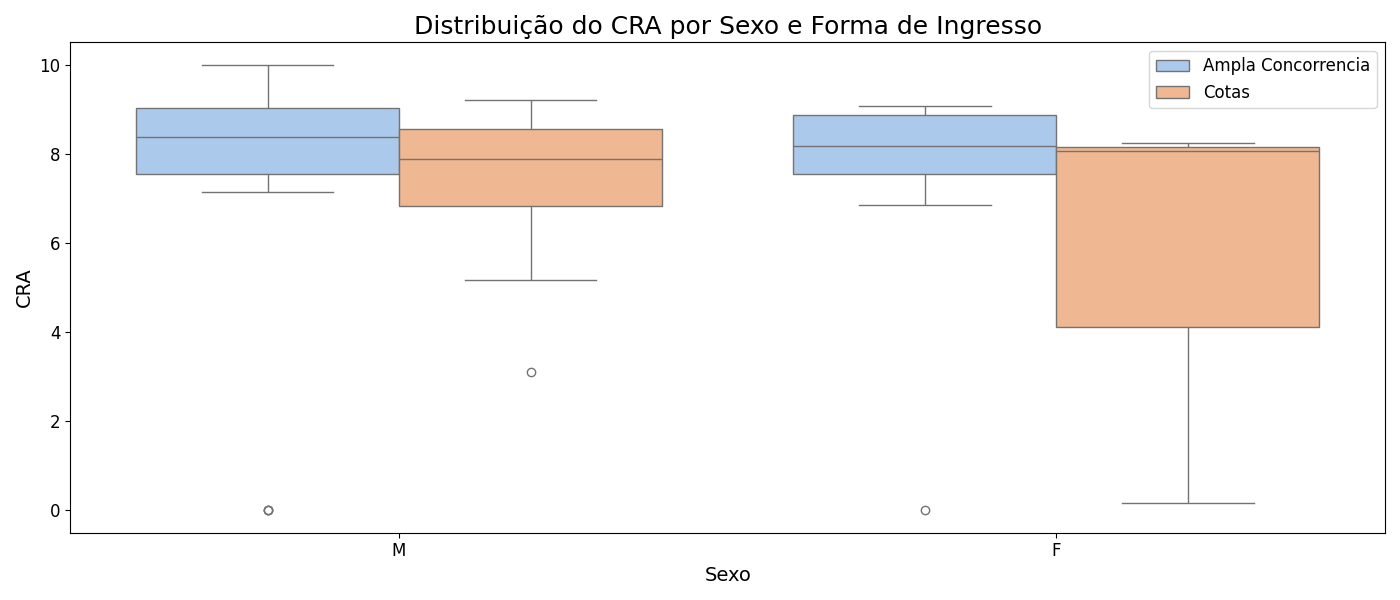 Distribuição do CRA por Sexo e Forma de Ingresso
Ampla Concorrencia
Cotas
10
8
6
4
2
0
CRA
M
F
Sexo